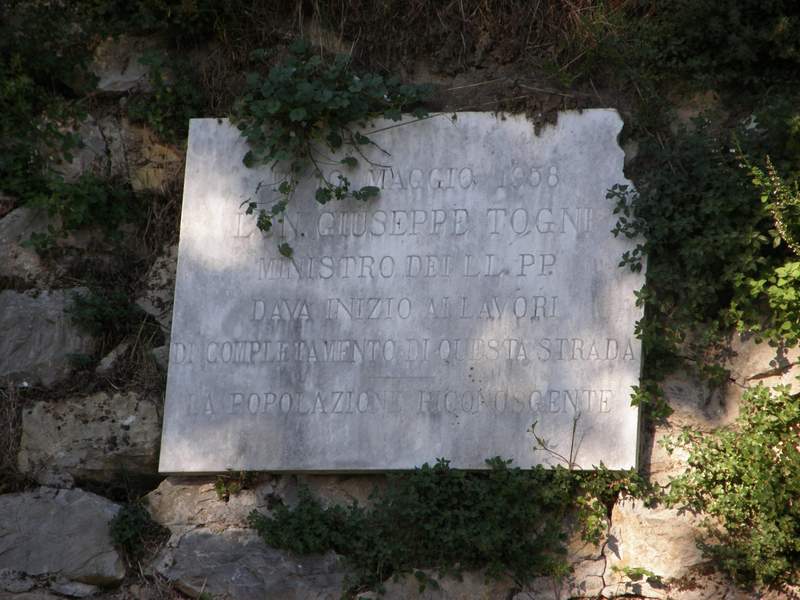 MAGGIO 1958
L'ON. GIUSEPPE TOGNI
MINISTRO DEI LL. PP.
DAVA INIZIO AI LAVORI
DI COMPLETAMENTO DI QUESTA STRADA
LA POPOLAZIONE RICONOSCENTE